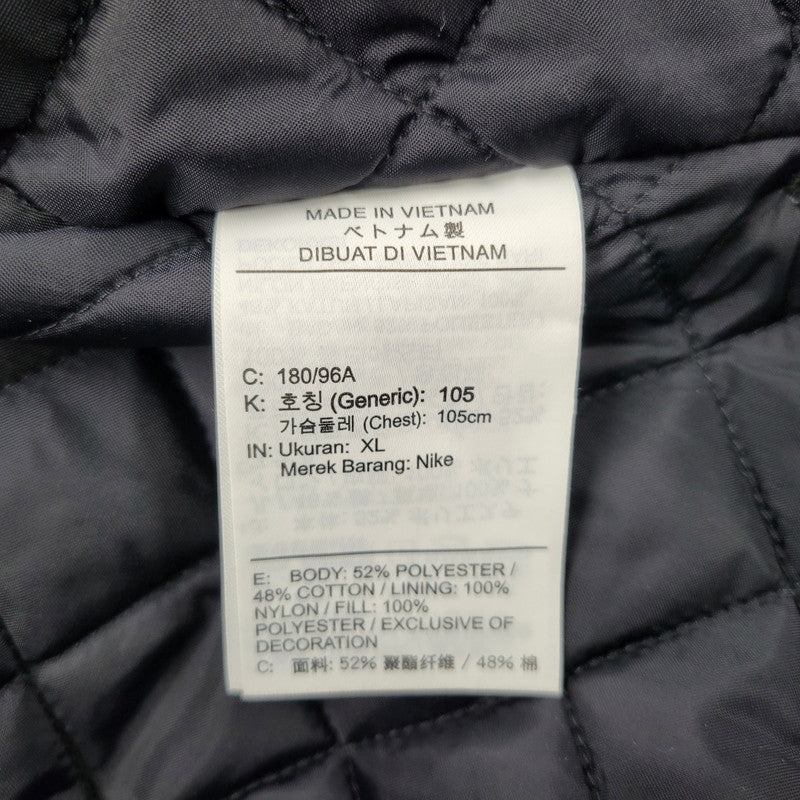 MADE IN VIETNAM
ベトナム製
DIBUAT DI VIETNAM
C: 180/96A
K: 호칭 (Generic): 105
가슴둘레 (Chest): 105cm
IN: Ukuran: XL
Merek Barang: Nike
E: BODY: 52% POLYESTER /
48% COTTON / LINING: 100%
NYLON / FILL: 100%
POLYESTER / EXCLUSIVE OF
DECORATION
C: 面料: 52% 聚酯纤维 / 48% 棉